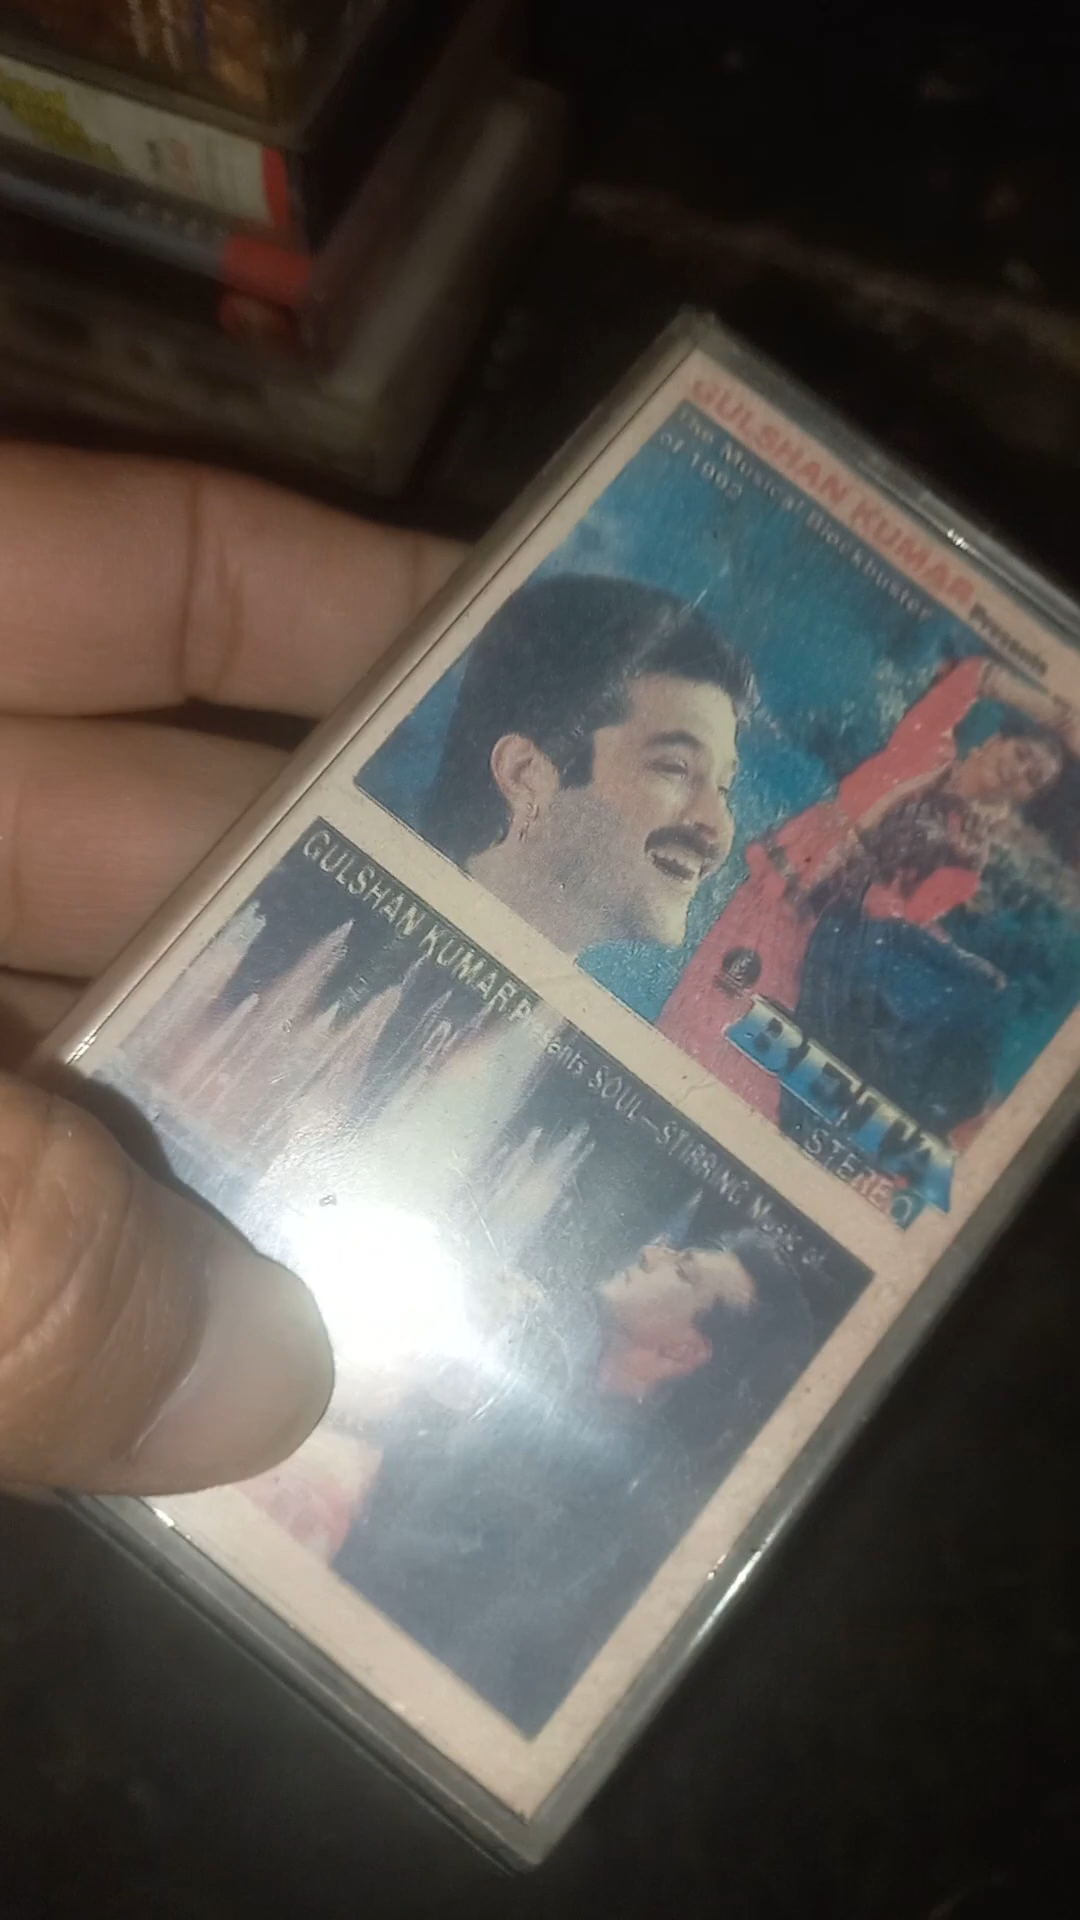 GULSHAN KUMAR Presents
The Musical Blockbuster
of 1992
BETA
STEREO
GULSHAN KUMAR Presents SOUL—STIRRING Music of